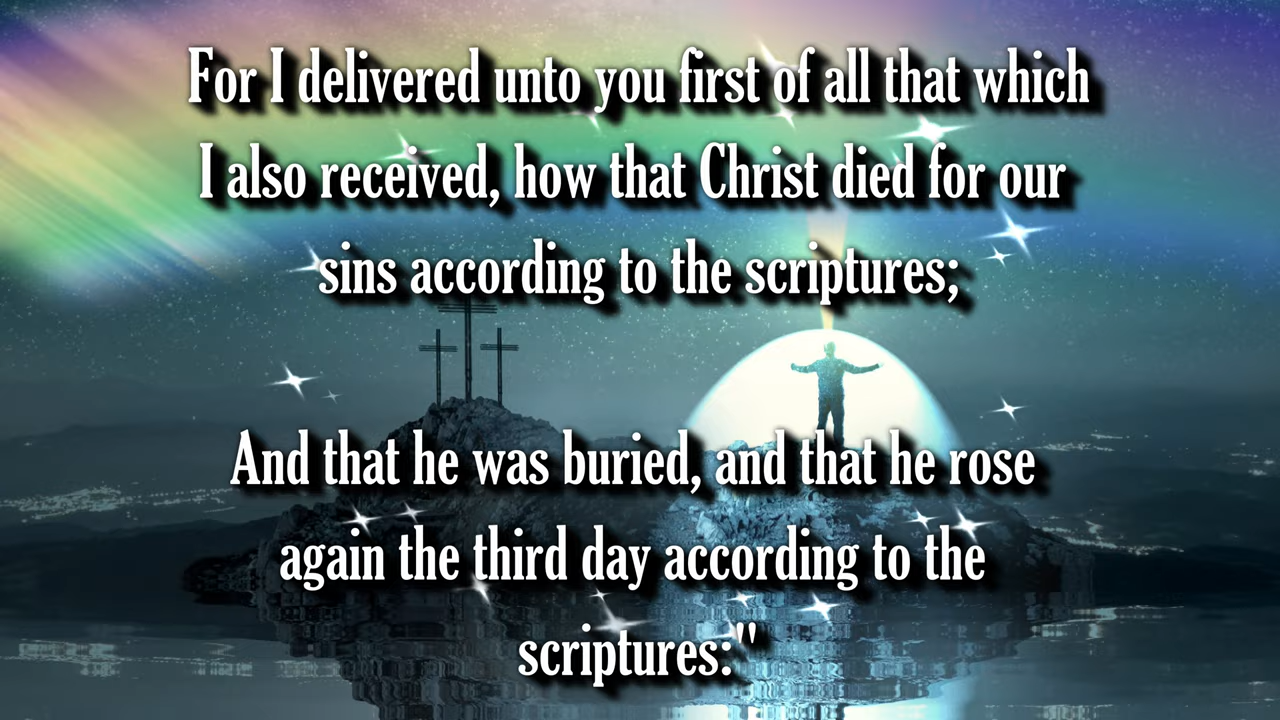 For I delivered unto you first of all that which
I also received, how that Christ died for our
sins according to the scriptures;
And that he was buried, and that he rose
again the third day according to the
scriptures:"